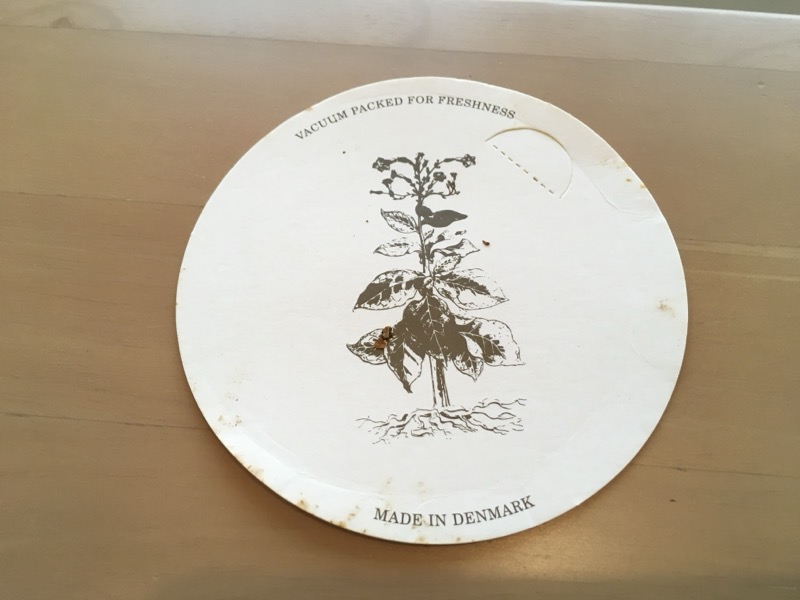 VACUUM PACKED FOR FRESHNESS
MADE IN DENMARK